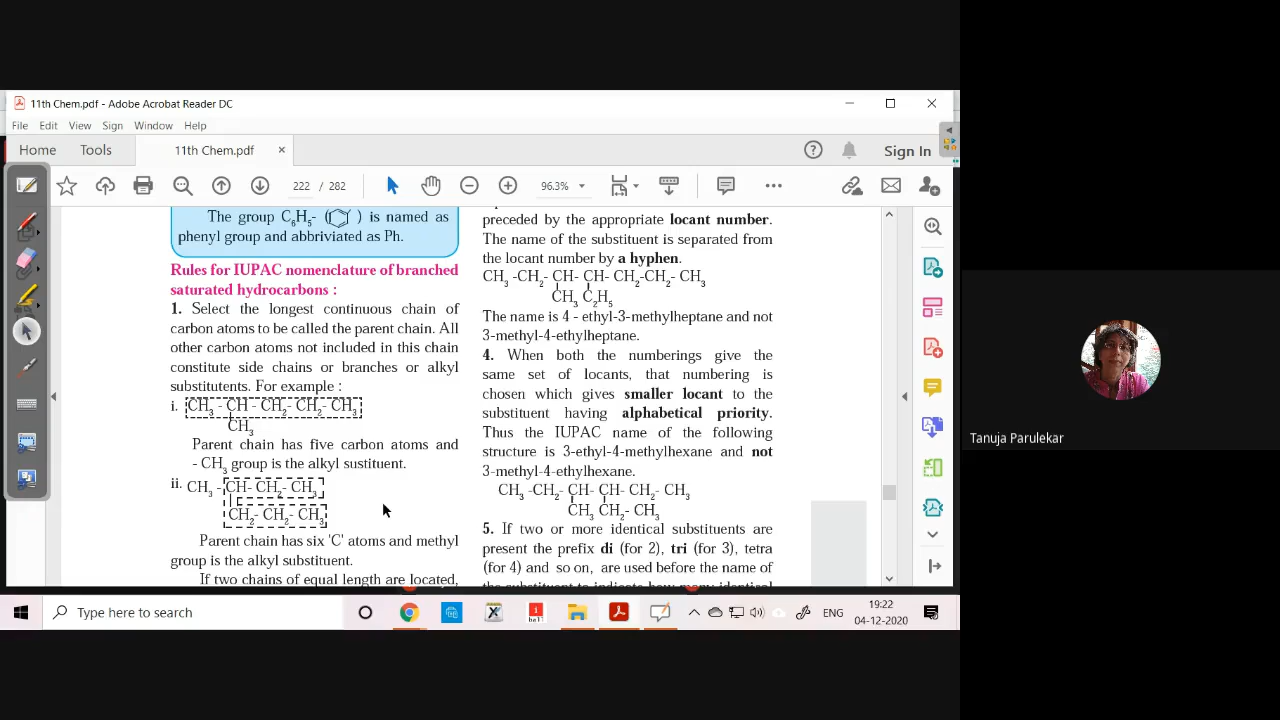 11th Chem.pdf - Adobe Acrobat Reader DC
File Edit View Sign Window Help
Home Tools 11th Chem.pdf × Sign In
222 / 282 96.3%
The group C6H5- ( ) is named as
phenyl group and abbriviated as Ph.
Rules for IUPAC nomenclature of branched
saturated hydrocarbons :
1. Select the longest continuous chain of
carbon atoms to be called the parent chain. All
other carbon atoms not included in this chain
constitute side chains or branches or alkyl
substitutents. For example :
i. CH3 - CH - CH2- CH2- CH3
CH3
Parent chain has five carbon atoms and
- CH3 group is the alkyl sustituent.
ii. CH3 - CH- CH2- CH3
CH2- CH2- CH3
Parent chain has six 'C' atoms and methyl
group is the alkyl substituent.
If two chains of equal length are located,
preceded by the appropriate locant number.
The name of the substituent is separated from
the locant number by a hyphen.
CH3 -CH2 - CH- CH- CH2-CH2- CH3
CH3 C2H5
The name is 4 - ethyl-3-methylheptane and not
3-methyl-4-ethylheptane.
4. When both the numberings give the
same set of locants, that numbering is
chosen which gives smaller locant to the
substituent having alphabetical priority.
Thus the IUPAC name of the following
structure is 3-ethyl-4-methylhexane and not
3-methyl-4-ethylhexane.
CH3 -CH2- CH- CH- CH2- CH3
CH3 CH2- CH3
5. If two or more identical substituents are
present the prefix di (for 2), tri (for 3), tetra
(for 4) and so on, are used before the name of
the substituent to indicate how many identical
Tanuja Parulekar
Type here to search
ENG
19:22
04-12-2020